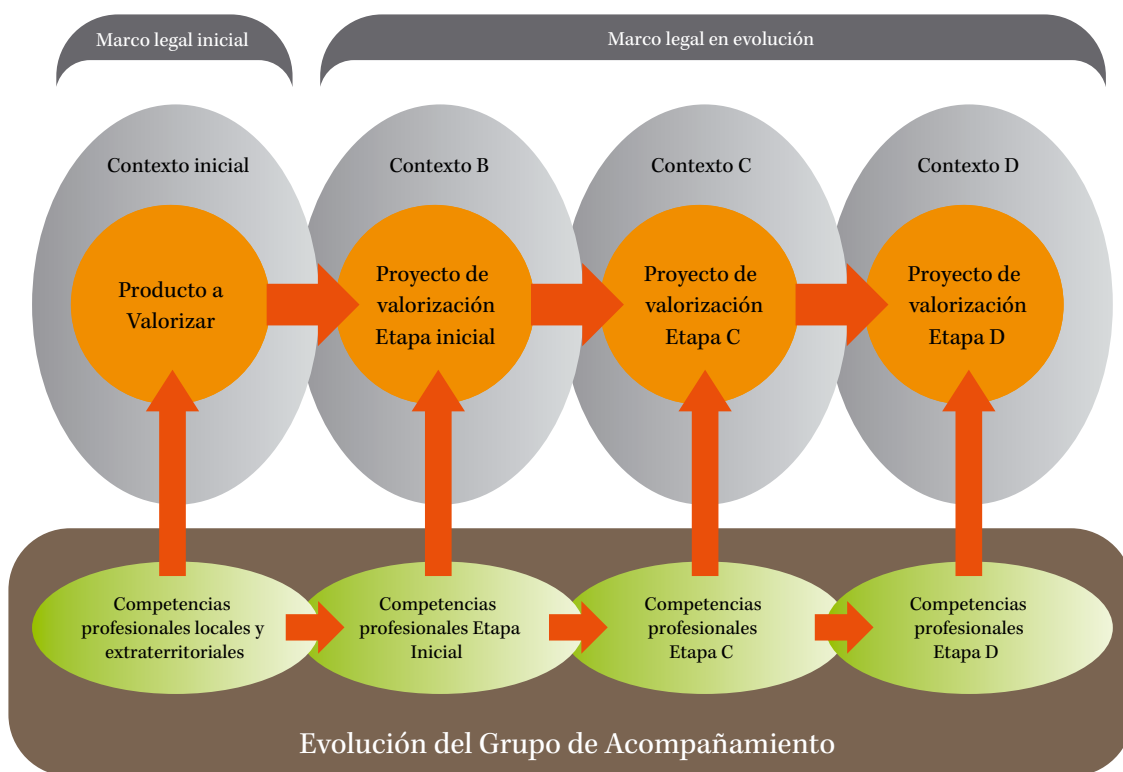 Marco legal inicial
Marco legal en evolución
Contexto inicial
Contexto B
Contexto C
Contexto D
Producto a
Valorizar
Proyecto de
valorización
Etapa inicial
Proyecto de
valorización
Etapa C
Proyecto de
valorización
Etapa D
Competencias
profesionales locales y
extraterritoriales
Competencias
profesionales Etapa
Inicial
Competencias
profesionales
Etapa C
Competencias
profesionales
Etapa D
Evolución del Grupo de Acompañamiento